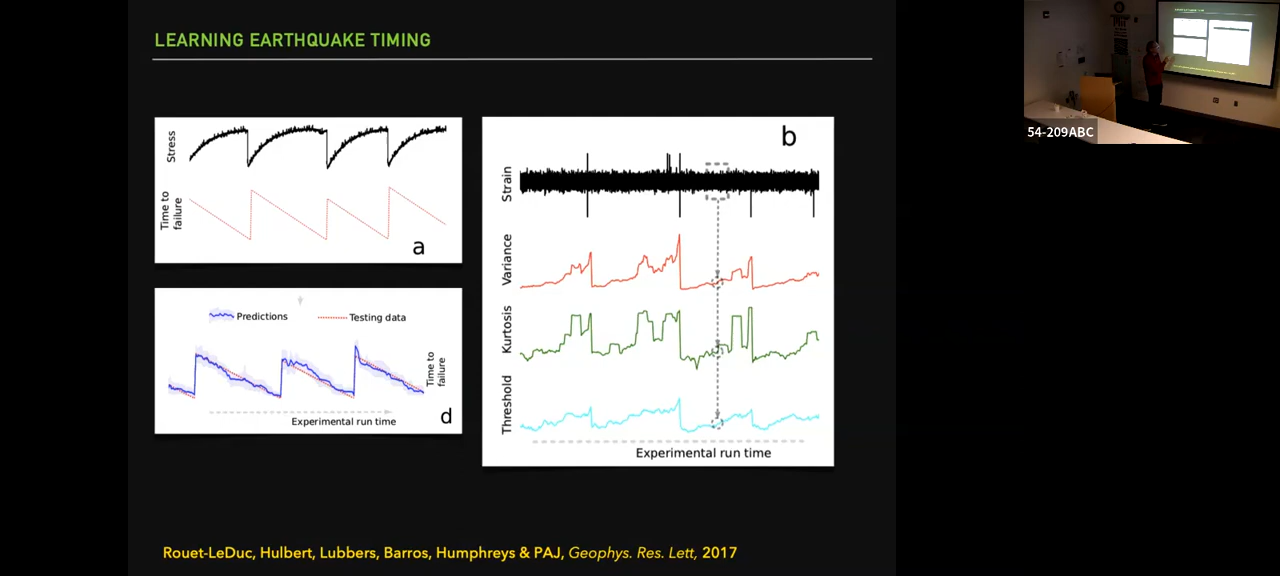 LEARNING EARTHQUAKE TIMING
Stress
Time to
failure
a
Predictions
Testing data
Time to
failure
Experimental run time
d
b
Strain
Variance
Kurtosis
Threshold
Experimental run time
Rouet-LeDuc, Hulbert, Lubbers, Barros, Humphreys & PAJ, Geophys. Res. Lett, 2017
54-209ABC